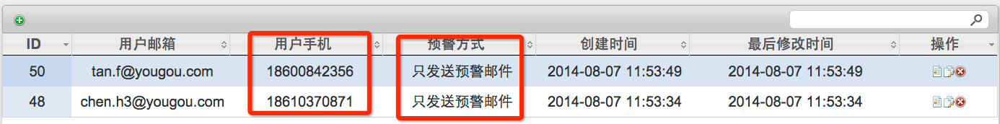 ID 用户邮箱 用户手机 预警方式 创建时间 最后修改时间 操作
50 tan.f@yougou.com 18600842356 只发送预警邮件 2014-08-07 11:53:49 2014-08-07 11:53:49
48 chen.h3@yougou.com 18610370871 只发送预警邮件 2014-08-07 11:53:34 2014-08-07 11:53:34